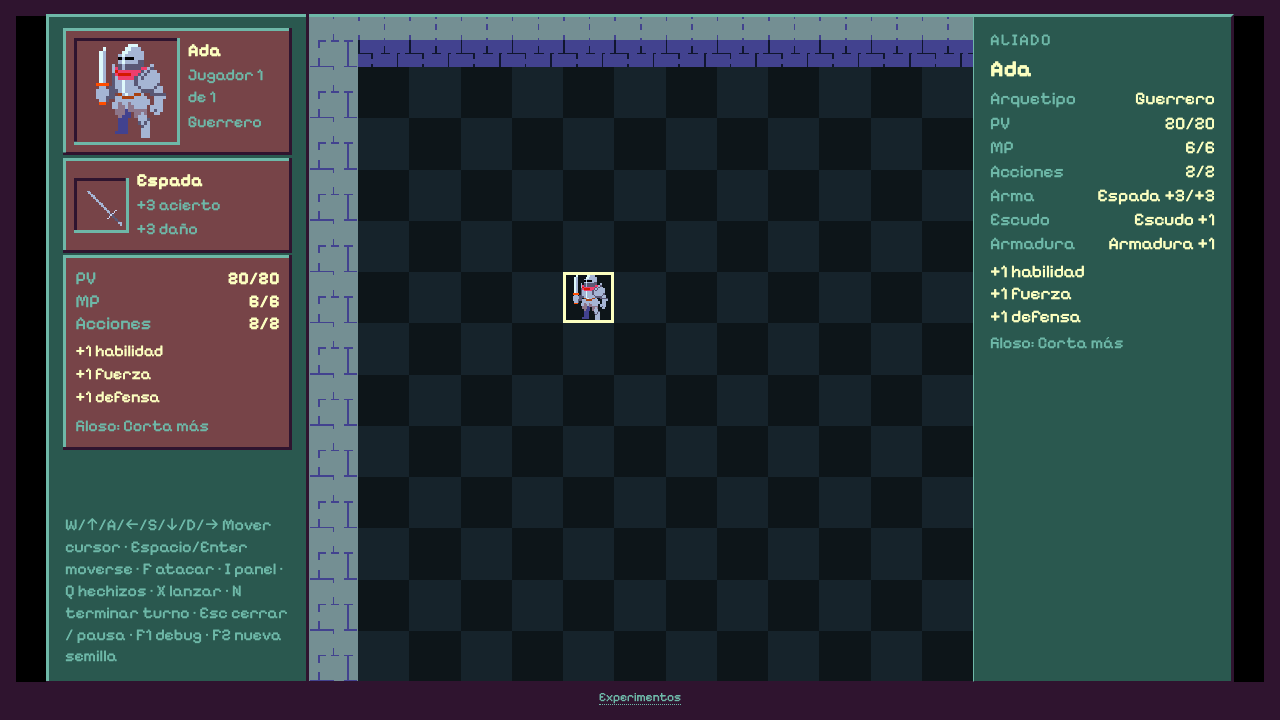 Ada
Jugador 1
de 1
Guerrero
Espada
+3 acierto
+3 daño
PV 20/20
MP 6/6
Acciones 2/2
+1 habilidad
+1 fuerza
+1 defensa
Aloso: Corta más
W/↑/A/←/S/↓/D/→ Mover
cursor · Espacio/Enter
moverse · F atacar · I panel ·
Q hechizos · X lanzar · N
terminar turno · Esc cerrar
/ pausa · F1 debug · F2 nueva
semilla
ALIADO
Ada
Arquetipo Guerrero
PV 20/20
MP 6/6
Acciones 2/2
Arma Espada +3/+3
Escudo Escudo +1
Armadura Armadura +1
+1 habilidad
+1 fuerza
+1 defensa
Aloso: Corta más
Experimentos